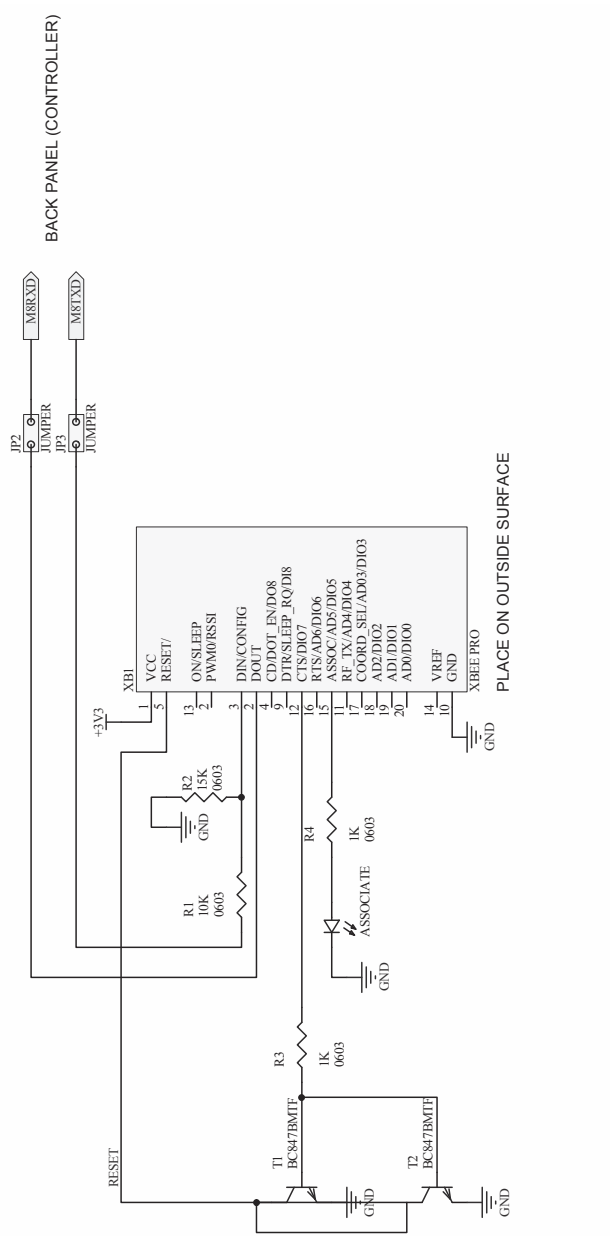 BACK PANEL (CONTROLLER)
M8RXD
M8TXD
JP2
JUMPER
JP3
JUMPER
PLACE ON OUTSIDE SURFACE
XB1
XBEE PRO
1 VCC
5 RESET/
13 ON/SLEEP
2 PWM0/RSSI
3 DIN/CONFIG
2 DOUT
4 CD/DOT_EN/DO8
9 DTR/SLEEP_RQ/DI8
12 CTS/DIO7
16 RTS/AD6/DIO6
15 ASSOC/AD5/DIO5
11 RF_TX/AD4/DIO4
17 COORD_SEL/AD03/DIO3
18 AD2/DIO2
19 AD1/DIO1
20 AD0/DIO0
14 VREF
10 GND
+3V3
GND
R2
15K
0603
GND
R1
10K
0603
R4
1K
0603
ASSOCIATE
GND
R3
1K
0603
RESET
T1
BC847BMTF
GND
T2
BC847BMTF
GND